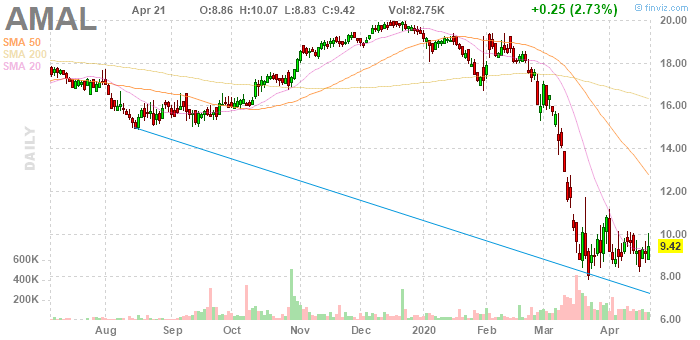 AMAL Apr 21 O:8.86 H:10.07 L:8.83 C:9.42 Vol:82.75K +0.25 (2.73%) © finviz.com
SMA 50
SMA 200
SMA 20
DAILY
20.00
18.00
16.00
14.00
12.00
10.00
9.42
8.00
6.00
600K
400K
200K
Aug Sep Oct Nov Dec 2020 Feb Mar Apr